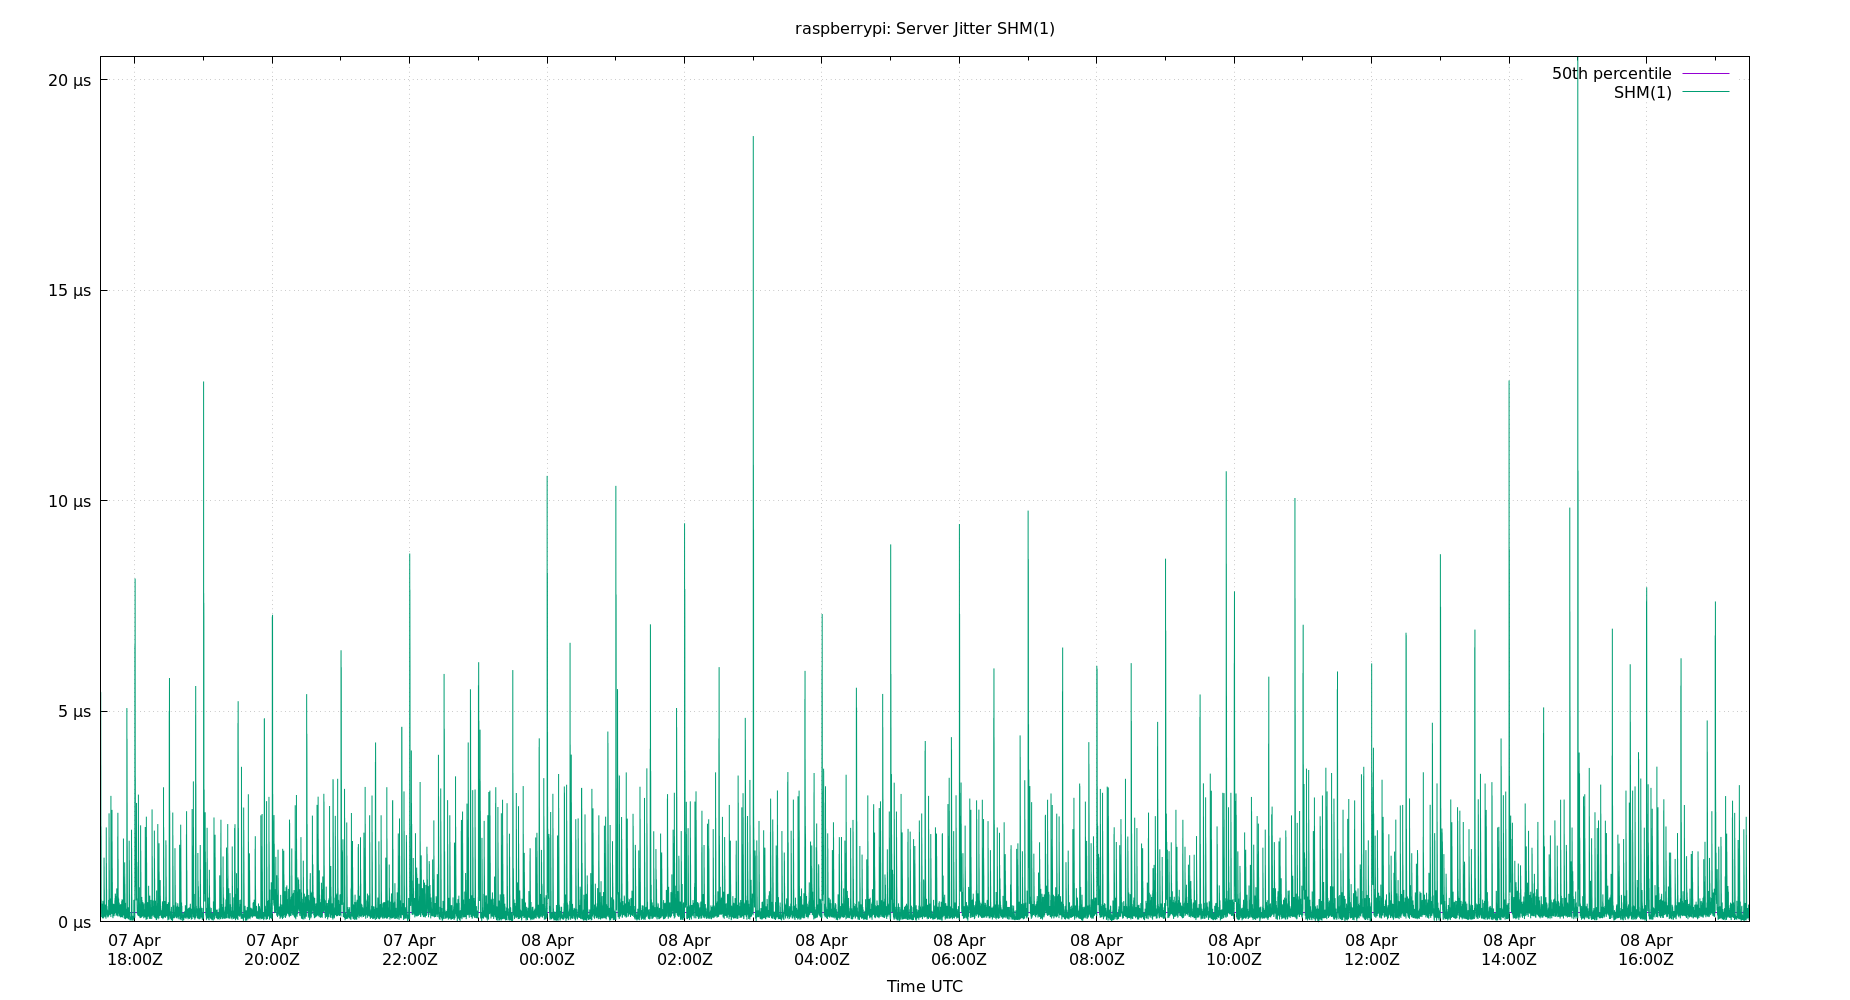 raspberrypi: Server Jitter SHM(1)
50th percentile
SHM(1)
20 µs
15 µs
10 µs
5 µs
0 µs
07 Apr 07 Apr 07 Apr 08 Apr 08 Apr 08 Apr 08 Apr 08 Apr 08 Apr 08 Apr 08 Apr 08 Apr
18:00Z 20:00Z 22:00Z 00:00Z 02:00Z 04:00Z 06:00Z 08:00Z 10:00Z 12:00Z 14:00Z 16:00Z
Time UTC